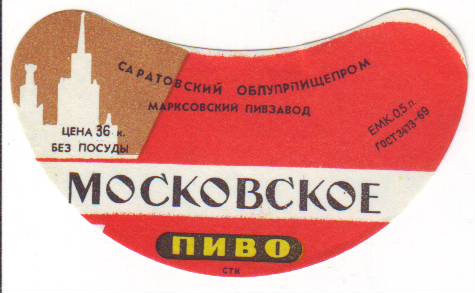 САРАТОВСКИЙ ОБЛУПРПИЩЕПРОМ
МАРКСОВСКИЙ ПИВЗАВОД
ЕМК. 0,5 л.
ГОСТ 3473-69
ЦЕНА 36 к.
БЕЗ ПОСУДЫ
МОСКОВСКОЕ
ПИВО
СТК